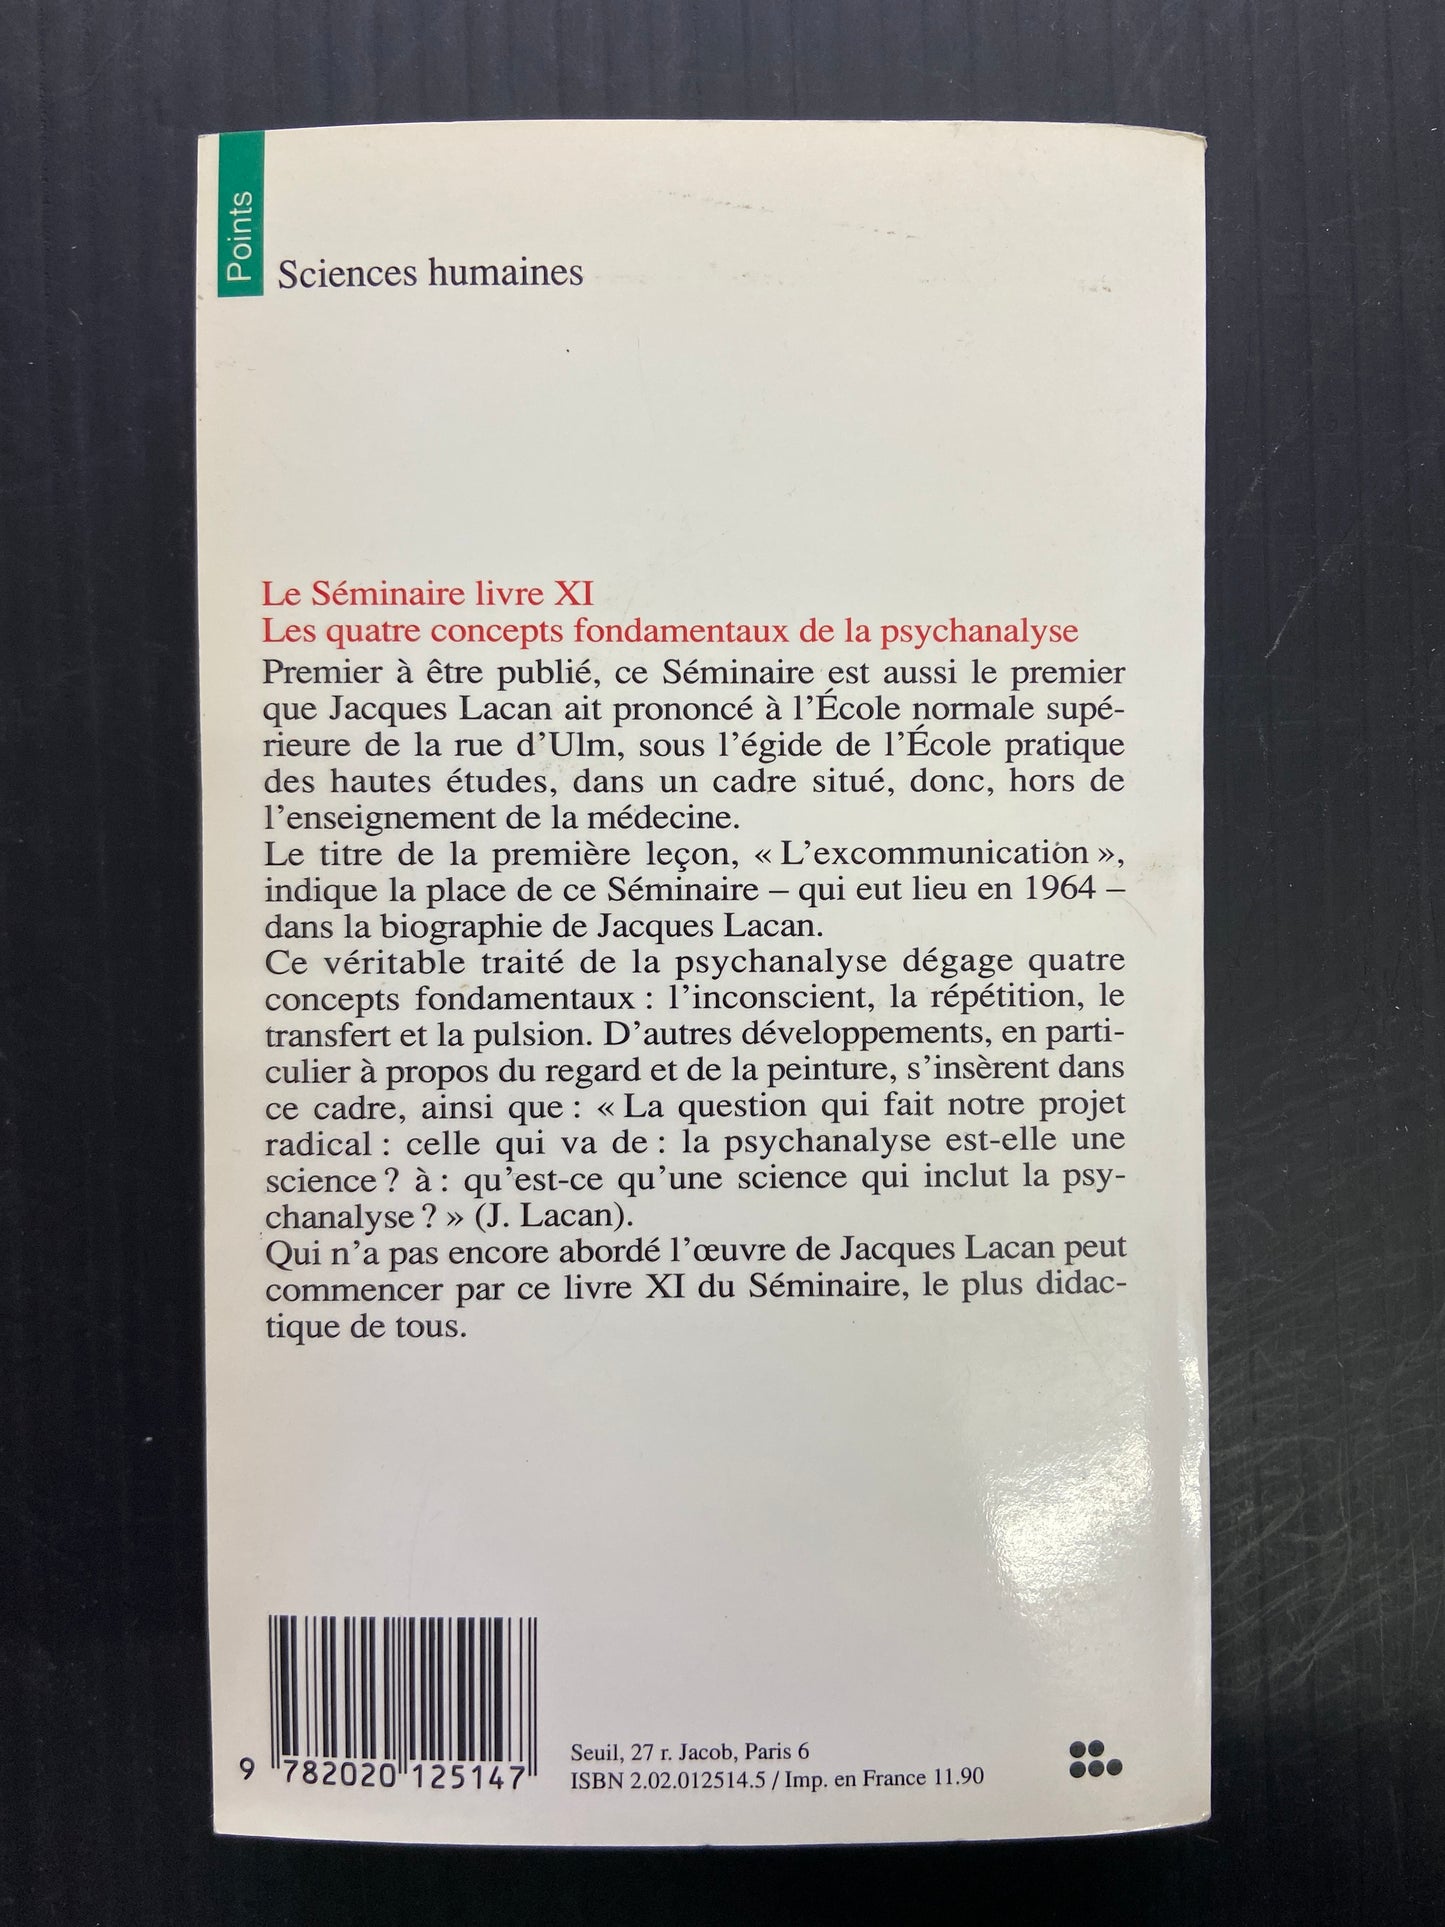 Points
Sciences humaines
Le Séminaire livre XI
Les quatre concepts fondamentaux de la psychanalyse
Premier à être publié, ce Séminaire est aussi le premier
que Jacques Lacan ait prononcé à l'École normale supé-
rieure de la rue d'Ulm, sous l'égide de l'École pratique
des hautes études, dans un cadre situé, donc, hors de
l'enseignement de la médecine.
Le titre de la première leçon, « L'excommunication »,
indique la place de ce Séminaire – qui eut lieu en 1964 –
dans la biographie de Jacques Lacan.
Ce véritable traité de la psychanalyse dégage quatre
concepts fondamentaux : l'inconscient, la répétition, le
transfert et la pulsion. D'autres développements, en parti-
culier à propos du regard et de la peinture, s'insèrent dans
ce cadre, ainsi que : « La question qui fait notre projet
radical : celle qui va de : la psychanalyse est-elle une
science ? à : qu'est-ce qu'une science qui inclut la psy-
chanalyse ? » (J. Lacan).
Qui n'a pas encore abordé l'œuvre de Jacques Lacan peut
commencer par ce livre XI du Séminaire, le plus didac-
tique de tous.
9 782020 125147
Seuil, 27 r. Jacob, Paris 6
ISBN 2.02.012514.5 / Imp. en France 11.90